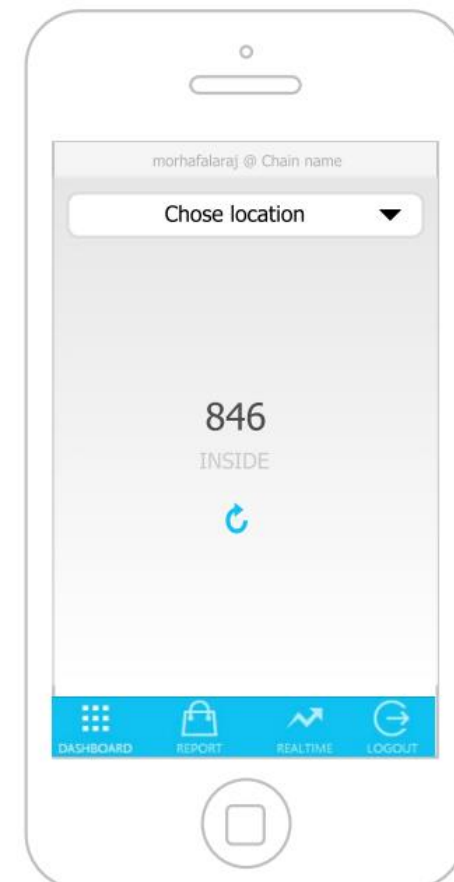 morhafalaraj @ Chain name
Chose location
846
INSIDE
DASHBOARD REPORT REALTIME LOGOUT